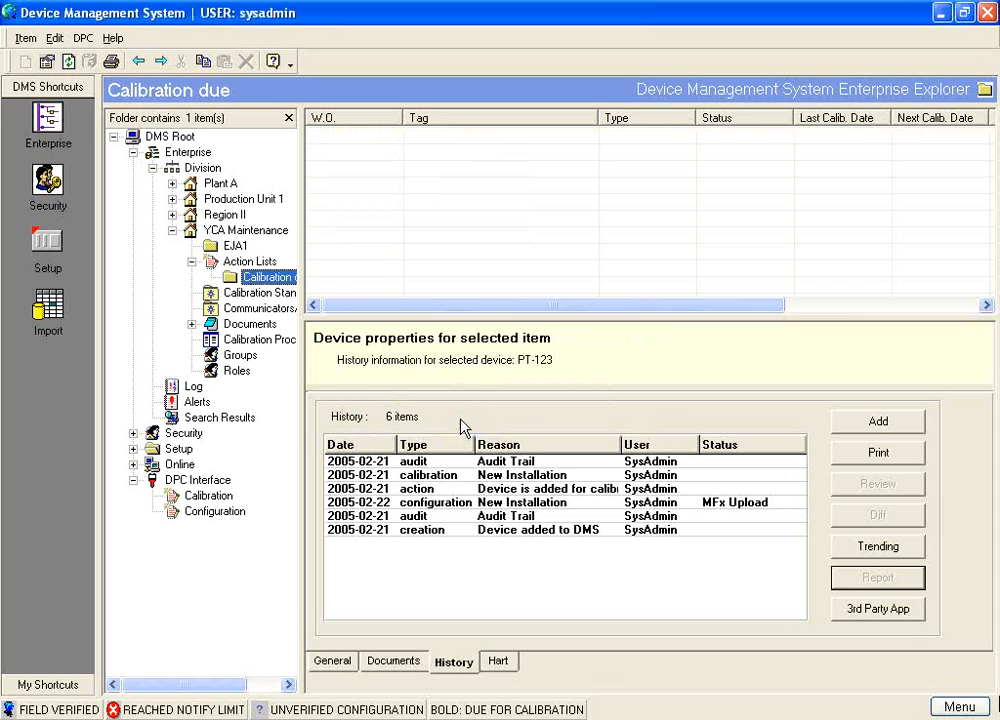 Device Management System | USER: sysadmin
Item Edit DPC Help
DMS Shortcuts
Enterprise
Security
Setup
Import
My Shortcuts
Calibration due
Device Management System Enterprise Explorer
Folder contains 1 item(s)
DMS Root
Enterprise
Division
Plant A
Production Unit 1
Region II
YCA Maintenance
EJA1
Action Lists
Calibration
Calibration Stan
Communicators
Documents
Calibration Proc
Groups
Roles
Log
Alerts
Search Results
Security
Setup
Online
DPC Interface
Calibration
Configuration
W.O. Tag Type Status Last Calib. Date Next Calib. Date
Device properties for selected item
History information for selected device: PT-123
History : 6 items
Date Type Reason User Status
2005-02-21 audit Audit Trail SysAdmin
2005-02-21 calibration New Installation SysAdmin
2005-02-21 action Device is added for calib SysAdmin
2005-02-22 configuration New Installation SysAdmin MFx Upload
2005-02-21 audit Audit Trail SysAdmin
2005-02-21 creation Device added to DMS SysAdmin
Add
Print
Review
Diff
Trending
Report
3rd Party App
General Documents History Hart
FIELD VERIFIED REACHED NOTIFY LIMIT ? UNVERIFIED CONFIGURATION BOLD: DUE FOR CALIBRATION
Menu